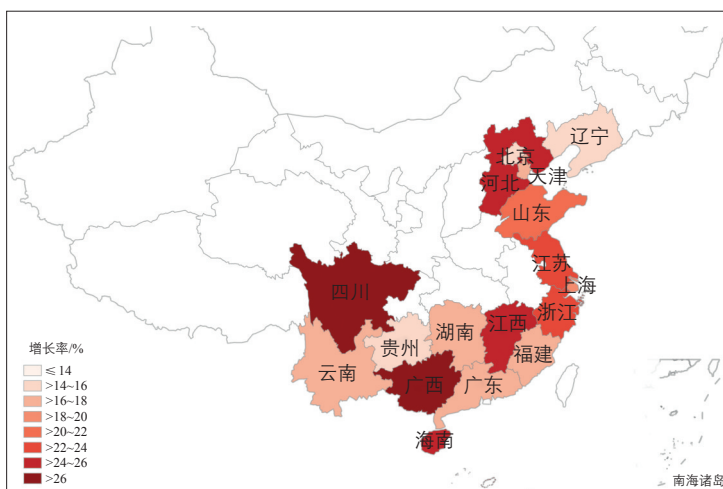 辽宁
北京
天津
河北
山东
江苏
上海
四川
浙江
江西
湖南
贵州
福建
云南
广西
广东
海南
增长率/%
≤ 14
>14~16
>16~18
>18~20
>20~22
>22~24
>24~26
>26
南海诸岛